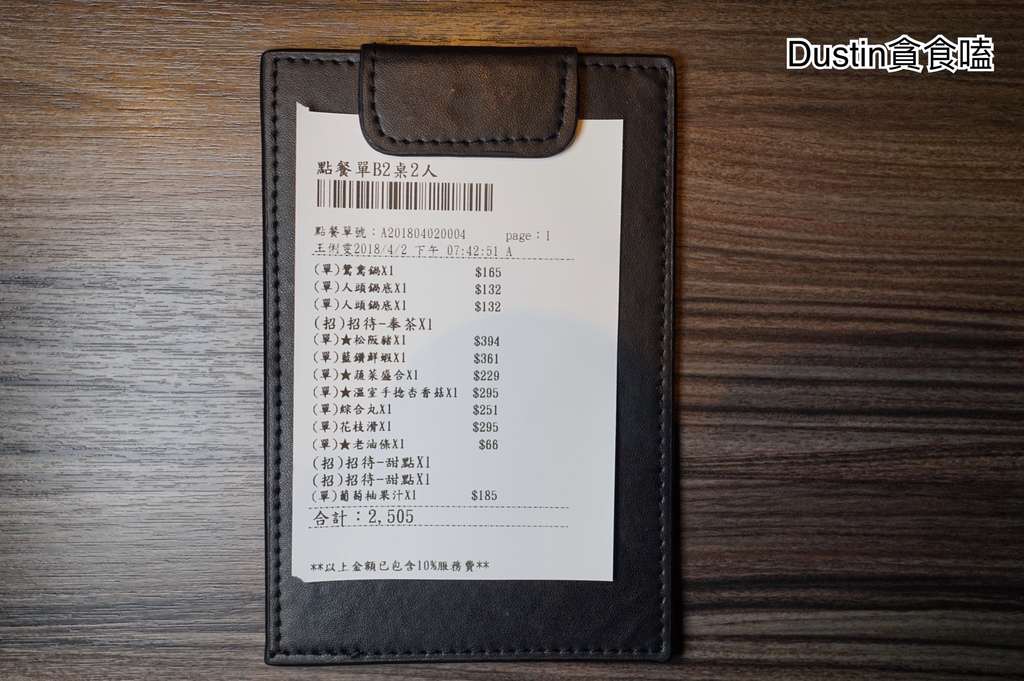 Dustin貪食嗑
點餐單B2桌2人
點餐單號：A201804020004 page：1
王俐雯2018/4/2 下午 07:42:51 A
(單)鴛鴦鍋X1 $165
(單)人頭鍋底X1 $132
(單)人頭鍋底X1 $132
(招)招待-奉茶X1
(單)★松阪豬X1 $394
(單)藍鑽鮮蝦X1 $361
(單)★蔬菜盛合X1 $229
(單)★溫室手捻杏香菇X1 $295
(單)綜合丸X1 $251
(單)花枝滑X1 $295
(單)★老油條X1 $66
(招)招待-甜點X1
(招)招待-甜點X1
(單)葡萄柚果汁X1 $185
合計：2,505
**以上金額已包含10%服務費**